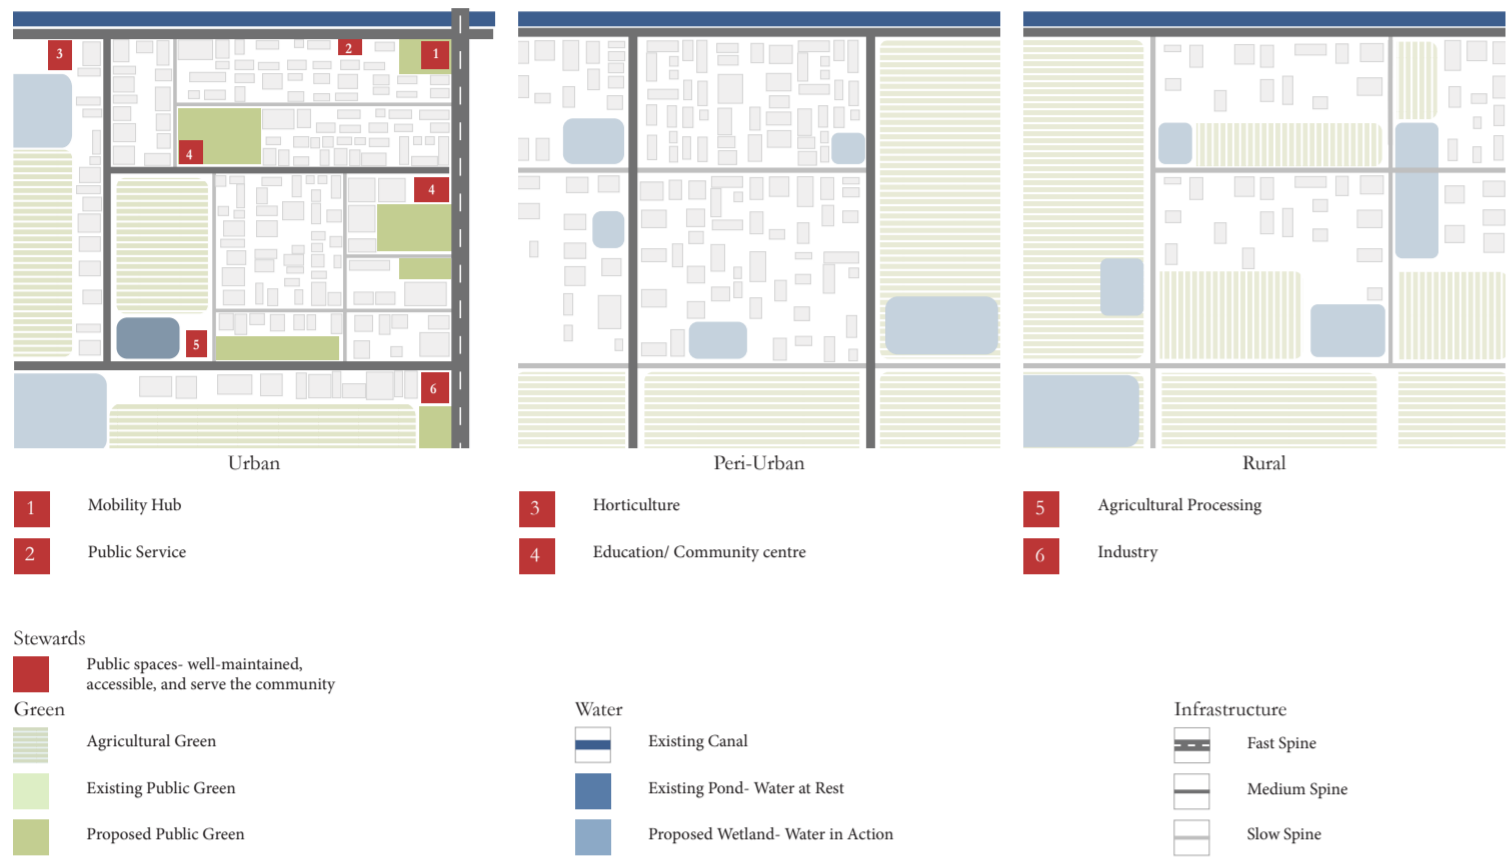 3
2
1
4
4
5
6
Urban
Peri-Urban
Rural
1 Mobility Hub
2 Public Service
3 Horticulture
4 Education/ Community centre
5 Agricultural Processing
6 Industry
Stewards
Public spaces- well-maintained,
accessible, and serve the community
Green
Agricultural Green
Existing Public Green
Proposed Public Green
Water
Existing Canal
Existing Pond- Water at Rest
Proposed Wetland- Water in Action
Infrastructure
Fast Spine
Medium Spine
Slow Spine